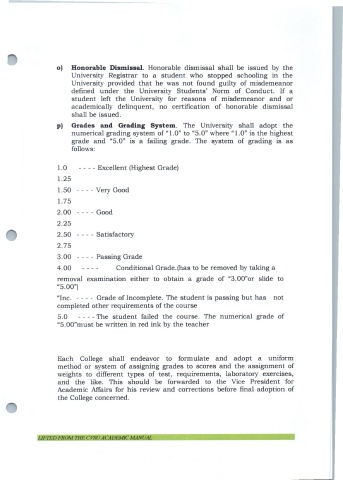 o) Honorable Dismissal. Honorable dismissal shall be issued by the
University Registrar to a student who stopped schooling in the
University provided that he was not found guilty of misdemeanor
defined under the University Students' Norm of Conduct. If a
student left the University for reasons of misdemeanor and or
academically delinquent, no certification of honorable dismissal
shall be issued.
p) Grades and Grading System. The University shall adopt the
numerical grading system of "1.0" to "5.0" where "1.0" is the highest
grade and "5.0" is a failing grade. The system of grading is as
follows:
1.0 - - - - Excellent (Highest Grade)
1.25
1.50 - - - - Very Good
1.75
2.00 - - - - Good
2.25
2.50 - - - - Satisfactory
2.75
3.00 - - - - Passing Grade
4.00 - - - - Conditional Grade.(has to be removed by taking a
removal examination either to obtain a grade of "3.00"or slide to
"5.00")
"Inc. - - - - Grade of Incomplete. The student is passing but has not
completed other requirements of the course
5.0 - - - - The student failed the course. The numerical grade of
"5.00"must be written in red ink by the teacher
Each College shall endeavor to formulate and adopt a uniform
method or system of assigning grades to scores and the assignment of
weights to different types of test, requirements, laboratory exercises,
and the like. This should be forwarded to the Vice President for
Academic Affairs for his review and corrections before final adoption of
the College concerned.
LIFTED FROM THE CVSU ACADEMIC MANUAL